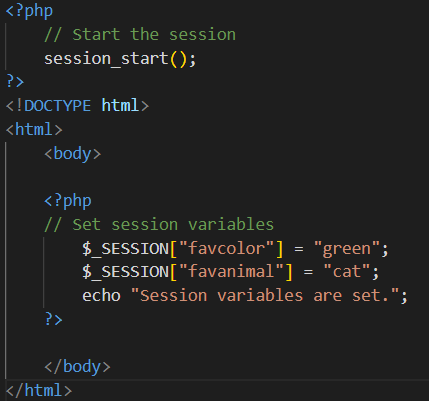 <?php
    // Start the session
    session_start();
?>
<!DOCTYPE html>
<html>
    <body>

    <?php
    // Set session variables
        $_SESSION["favcolor"] = "green";
        $_SESSION["favanimal"] = "cat";
        echo "Session variables are set.";
    ?>

    </body>
</html>